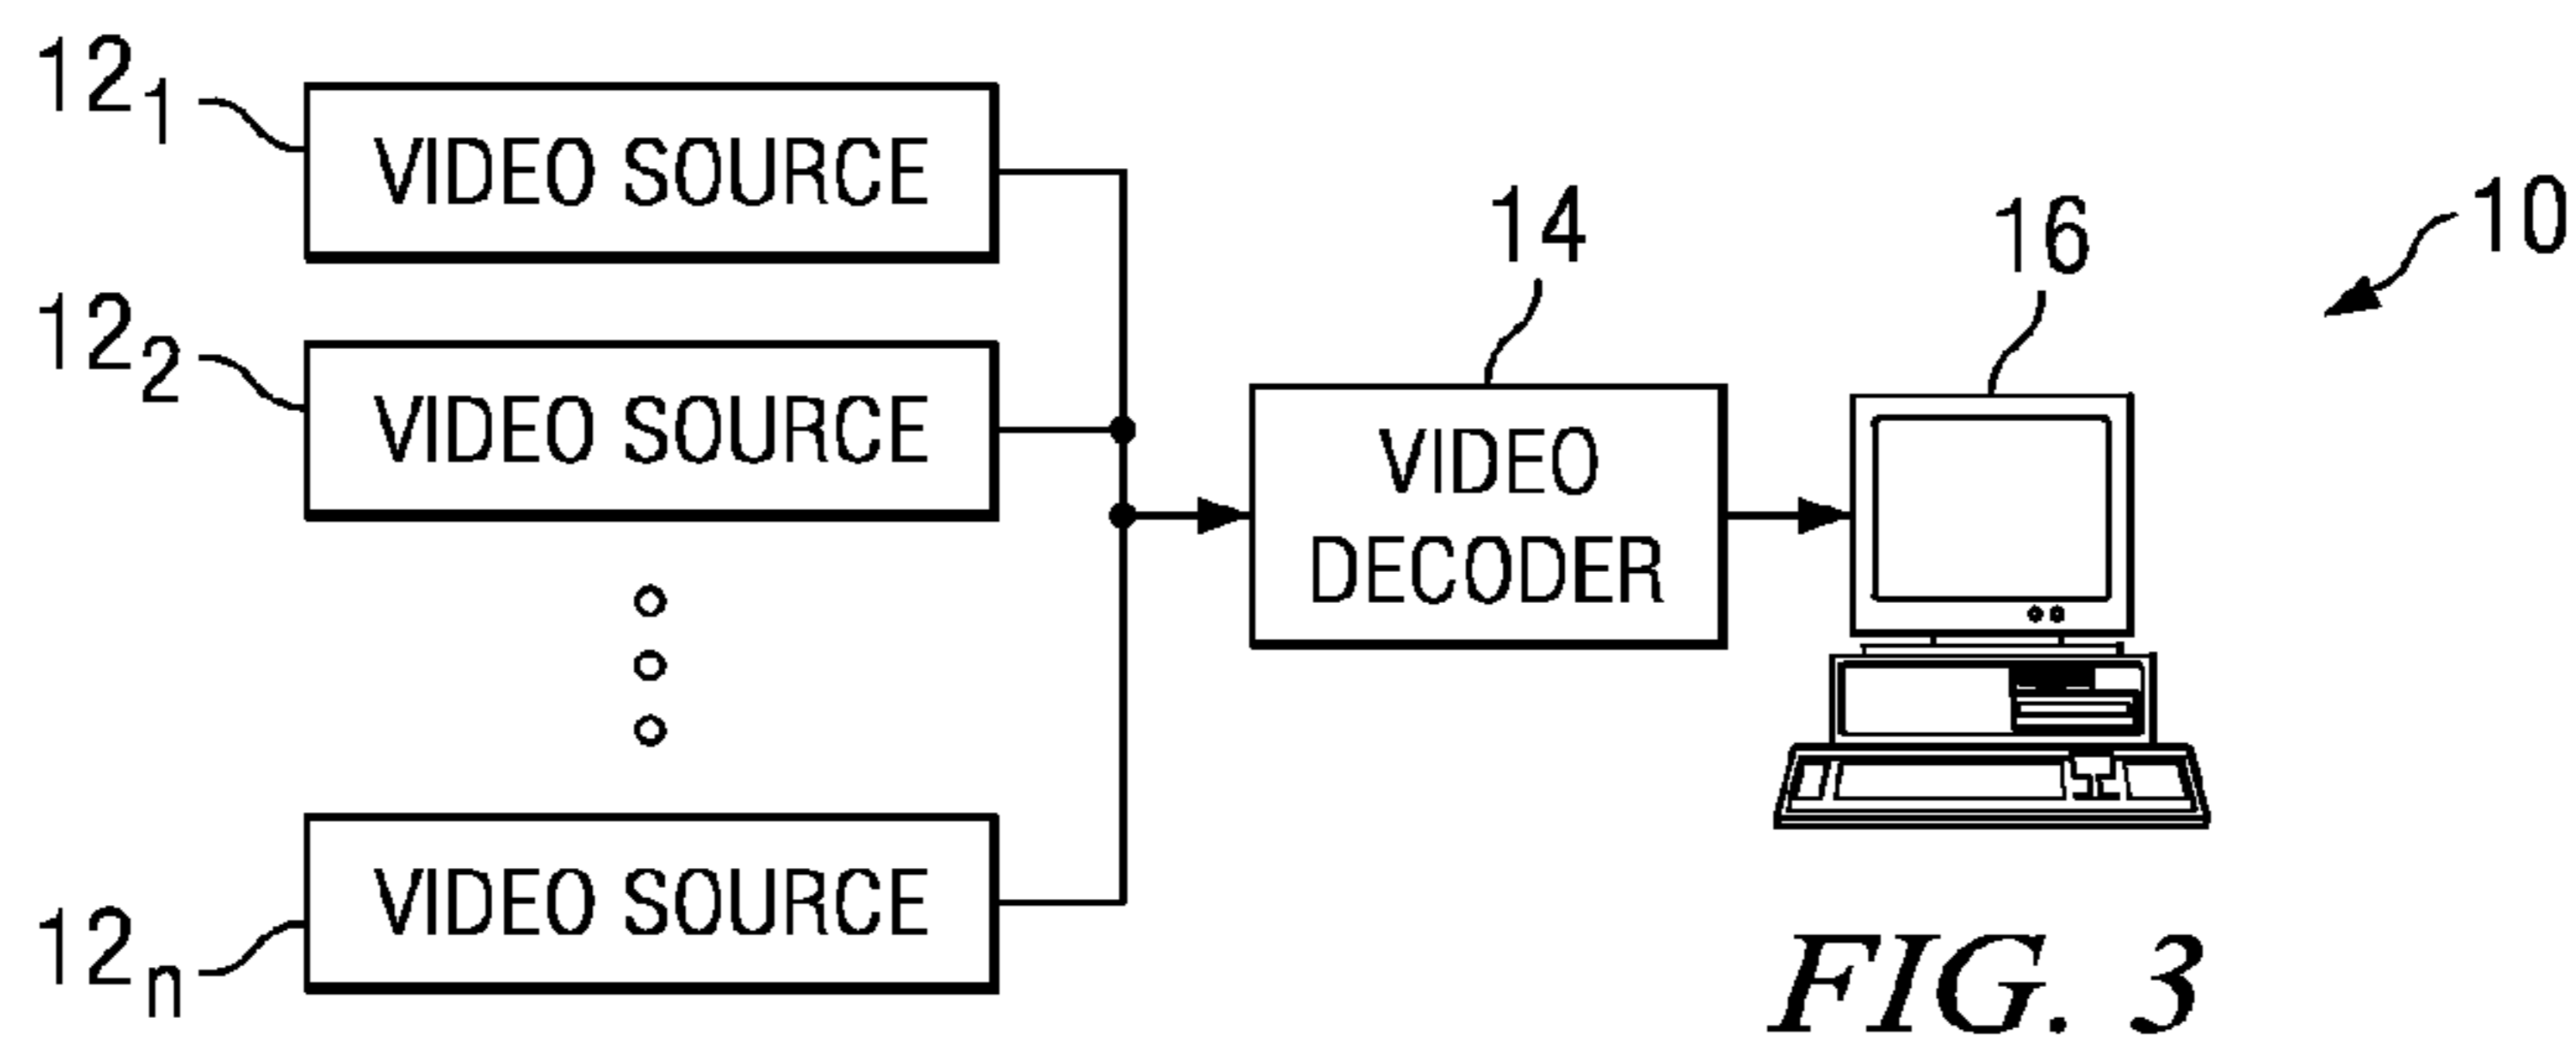 12₁
VIDEO SOURCE
12₂
VIDEO SOURCE
12ₙ
VIDEO SOURCE
14
VIDEO
DECODER
16
10
FIG. 3